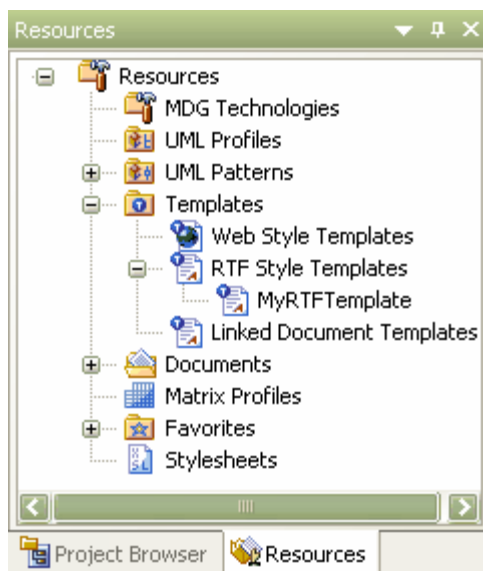 Resources
Resources
MDG Technologies
UML Profiles
UML Patterns
Templates
Web Style Templates
RTF Style Templates
MyRTFTemplate
Linked Document Templates
Documents
Matrix Profiles
Favorites
Stylesheets
Project Browser
Resources